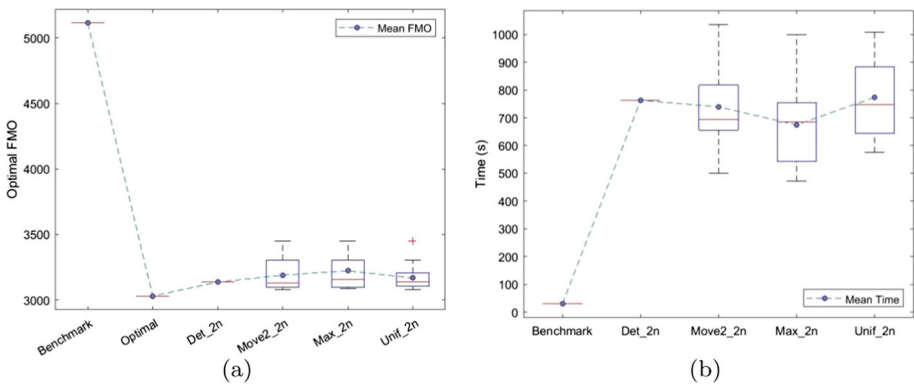 Optimal FMO
5000
4500
4000
3500
3000
Mean FMO
Benchmark
Optimal
Det_2n
Move2_2n
Max_2n
Unif_2n
(a)
Time (s)
1000
900
800
700
600
500
400
300
200
100
0
Mean Time
Benchmark
Det_2n
Move2_2n
Max_2n
Unif_2n
(b)